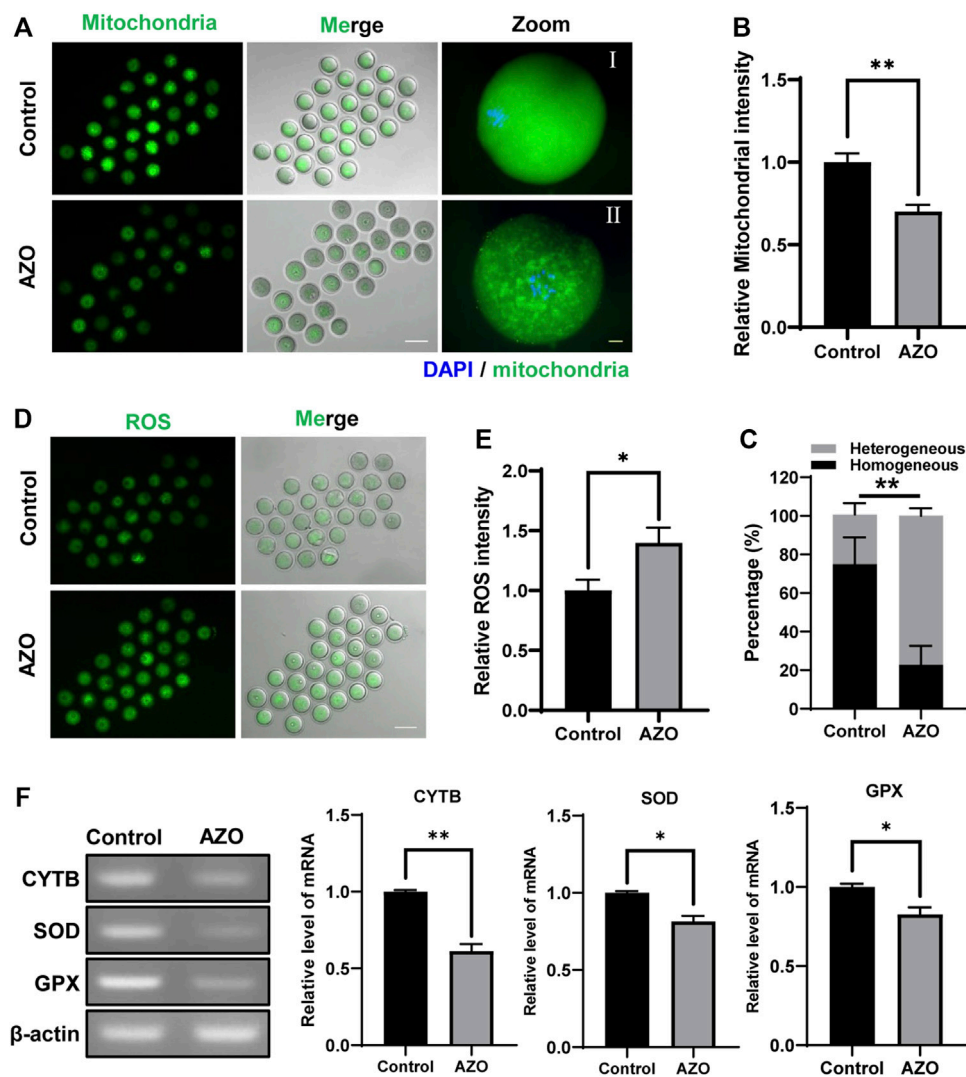 A
Mitochondria
Merge
Zoom
Control
I
AZO
II
DAPI / mitochondria
B
Relative Mitochondrial intensity
1.5
1.0
0.5
0.0
**
Control
AZO
D
ROS
Merge
Control
AZO
E
Relative ROS intensity
2.0
1.5
1.0
0.5
0.0
*
Control
AZO
C
Heterogeneous
Homogeneous
Percentage (%)
120
100
80
60
40
20
0
**
Control
AZO
F
Control
AZO
CYTB
SOD
GPX
β-actin
CYTB
Relative level of mRNA
1.5
1.0
0.5
0.0
**
Control
AZO
SOD
Relative level of mRNA
1.5
1.0
0.5
0.0
*
Control
AZO
GPX
Relative level of mRNA
1.5
1.0
0.5
0.0
*
Control
AZO